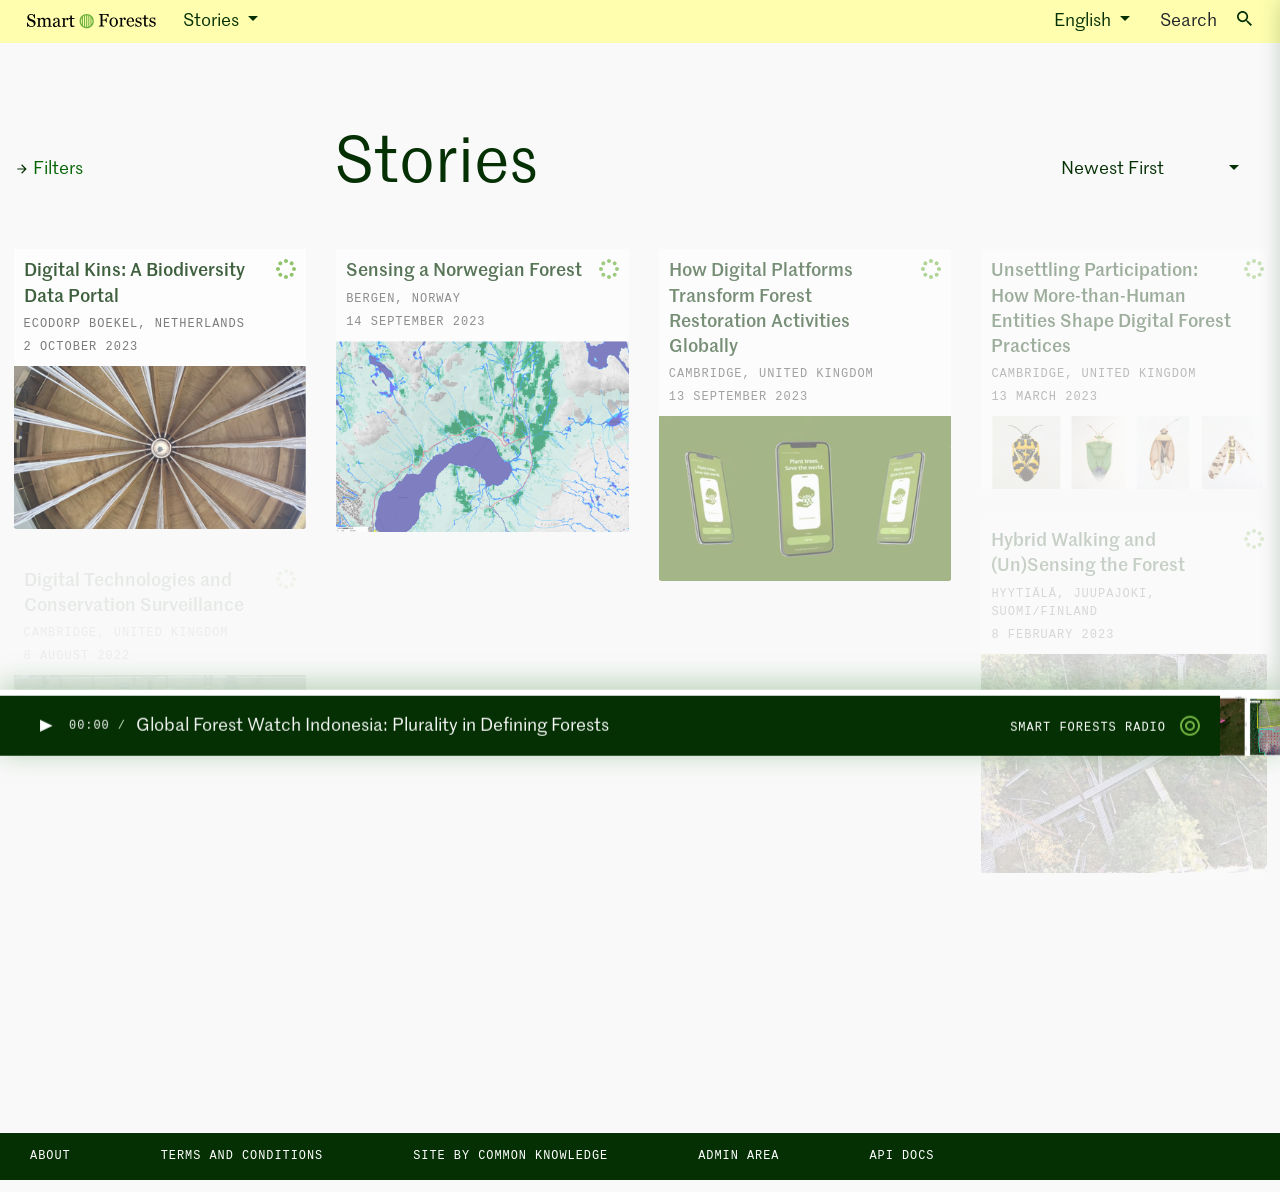 Smart Forests
Stories
English
Search
Filters
Stories
Newest First
Digital Kins: A Biodiversity
Data Portal
ECODORP BOEKEL, NETHERLANDS
2 OCTOBER 2023
Sensing a Norwegian Forest
BERGEN, NORWAY
14 SEPTEMBER 2023
How Digital Platforms
Transform Forest
Restoration Activities
Globally
CAMBRIDGE, UNITED KINGDOM
13 SEPTEMBER 2023
Plant trees.
Save the world.
Unsettling Participation:
How More-than-Human
Entities Shape Digital Forest
Practices
CAMBRIDGE, UNITED KINGDOM
13 MARCH 2023
Digital Technologies and
Conservation Surveillance
CAMBRIDGE, UNITED KINGDOM
8 AUGUST 2022
Hybrid Walking and
(Un)Sensing the Forest
HYYTIÄLÄ, JUUPAJOKI,
SUOMI/FINLAND
8 FEBRUARY 2023
00:00 / Global Forest Watch Indonesia: Plurality in Defining Forests
SMART FORESTS RADIO
ABOUT
TERMS AND CONDITIONS
SITE BY COMMON KNOWLEDGE
ADMIN AREA
API DOCS